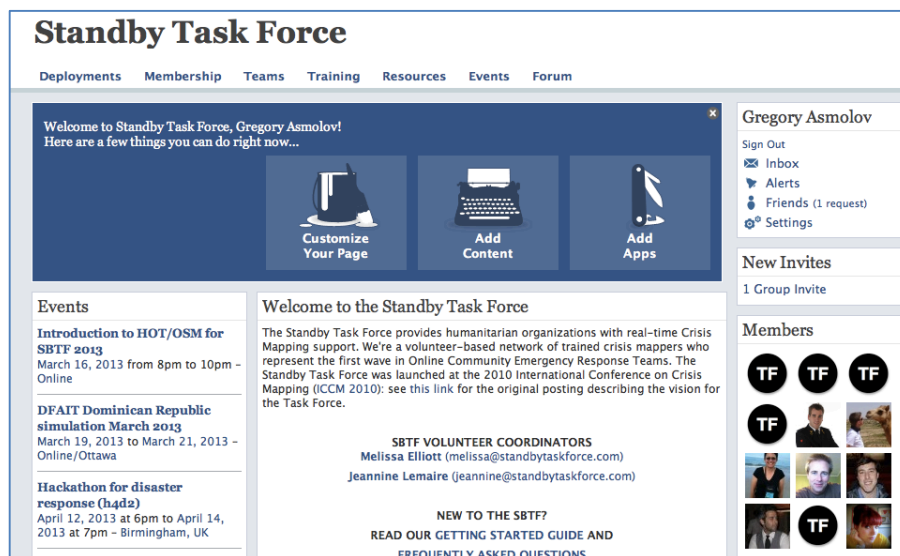 Standby Task Force
Deployments Membership Teams Training Resources Events Forum
Welcome to Standby Task Force, Gregory Asmolov!
Here are a few things you can do right now...
Customize
Your Page
Add
Content
Add
Apps
Events
Introduction to HOT/OSM for
SBTF 2013
March 16, 2013 from 8pm to 10pm –
Online
DFAIT Dominican Republic
simulation March 2013
March 19, 2013 to March 21, 2013 –
Online/Ottawa
Hackathon for disaster
response (h4d2)
April 12, 2013 at 6pm to April 14,
2013 at 7pm – Birmingham, UK
Welcome to the Standby Task Force
The Standby Task Force provides humanitarian organizations with real-time Crisis
Mapping support. We're a volunteer-based network of trained crisis mappers who
represent the first wave in Online Community Emergency Response Teams. The
Standby Task Force was launched at the 2010 International Conference on Crisis
Mapping (ICCM 2010): see this link for the original posting describing the vision for
the Task Force.
SBTF VOLUNTEER COORDINATORS
Melissa Elliott (melissa@standbytaskforce.com)
Jeannine Lemaire (jeannine@standbytaskforce.com)
NEW TO THE SBTF?
READ OUR GETTING STARTED GUIDE AND
FREQUENTLY ASKED QUESTIONS
Gregory Asmolov
Sign Out
Inbox
Alerts
Friends (1 request)
Settings
New Invites
1 Group Invite
Members
TF TF TF
TF
TF